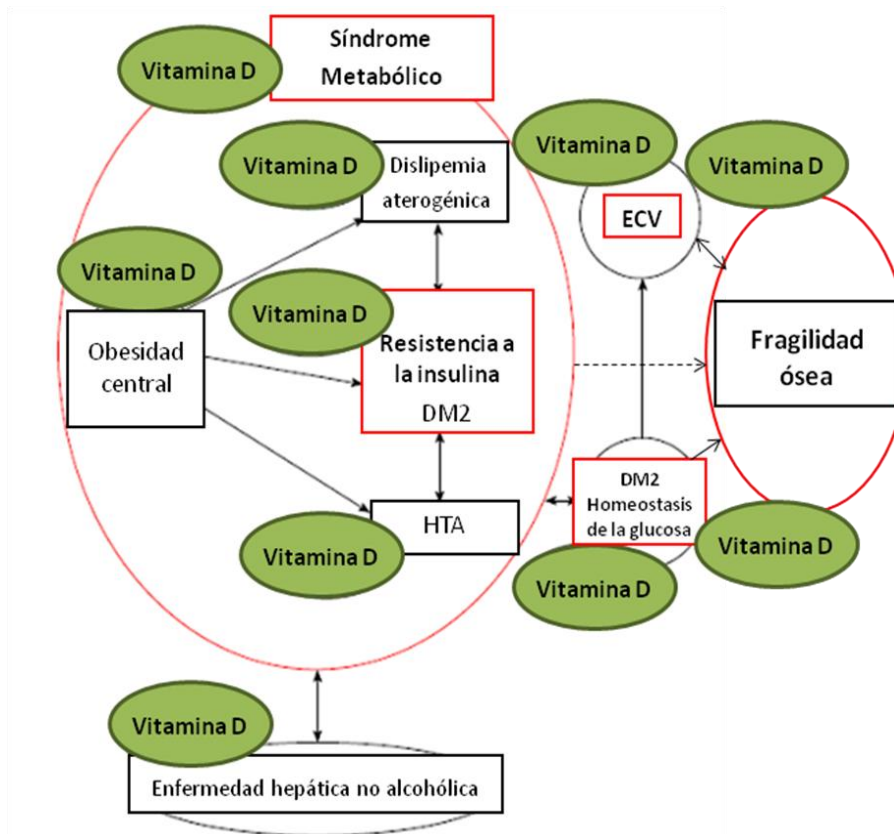 Síndrome
Metabólico
Vitamina D
Vitamina D
Dislipemia
aterogénica
Vitamina D
Vitamina D
ECV
Vitamina D
Obesidad
central
Vitamina D
Resistencia a
la insulina
DM2
Fragilidad
ósea
HTA
Vitamina D
DM2
Homeostasis
de la glucosa
Vitamina D
Vitamina D
Vitamina D
Enfermedad hepática no alcohólica